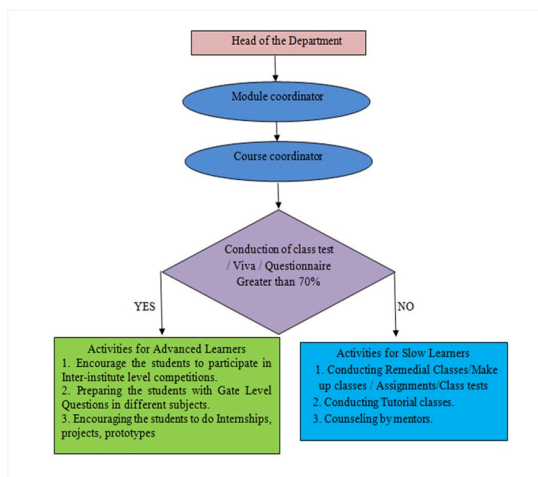 Head of the Department
Module coordinator
Course coordinator
Conduction of class test
/ Viva / Questionnaire
Greater than 70%
YES
NO
Activities for Advanced Learners
1. Encourage the students to participate in
Inter-institute level competitions.
2. Preparing the students with Gate Level
Questions in different subjects.
3. Encouraging the students to do Internships,
projects, prototypes
Activities for Slow Learners
1. Conducting Remedial Classes/Make
up classes / Assignments/Class tests
2. Conducting Tutorial classes.
3. Counseling by mentors.